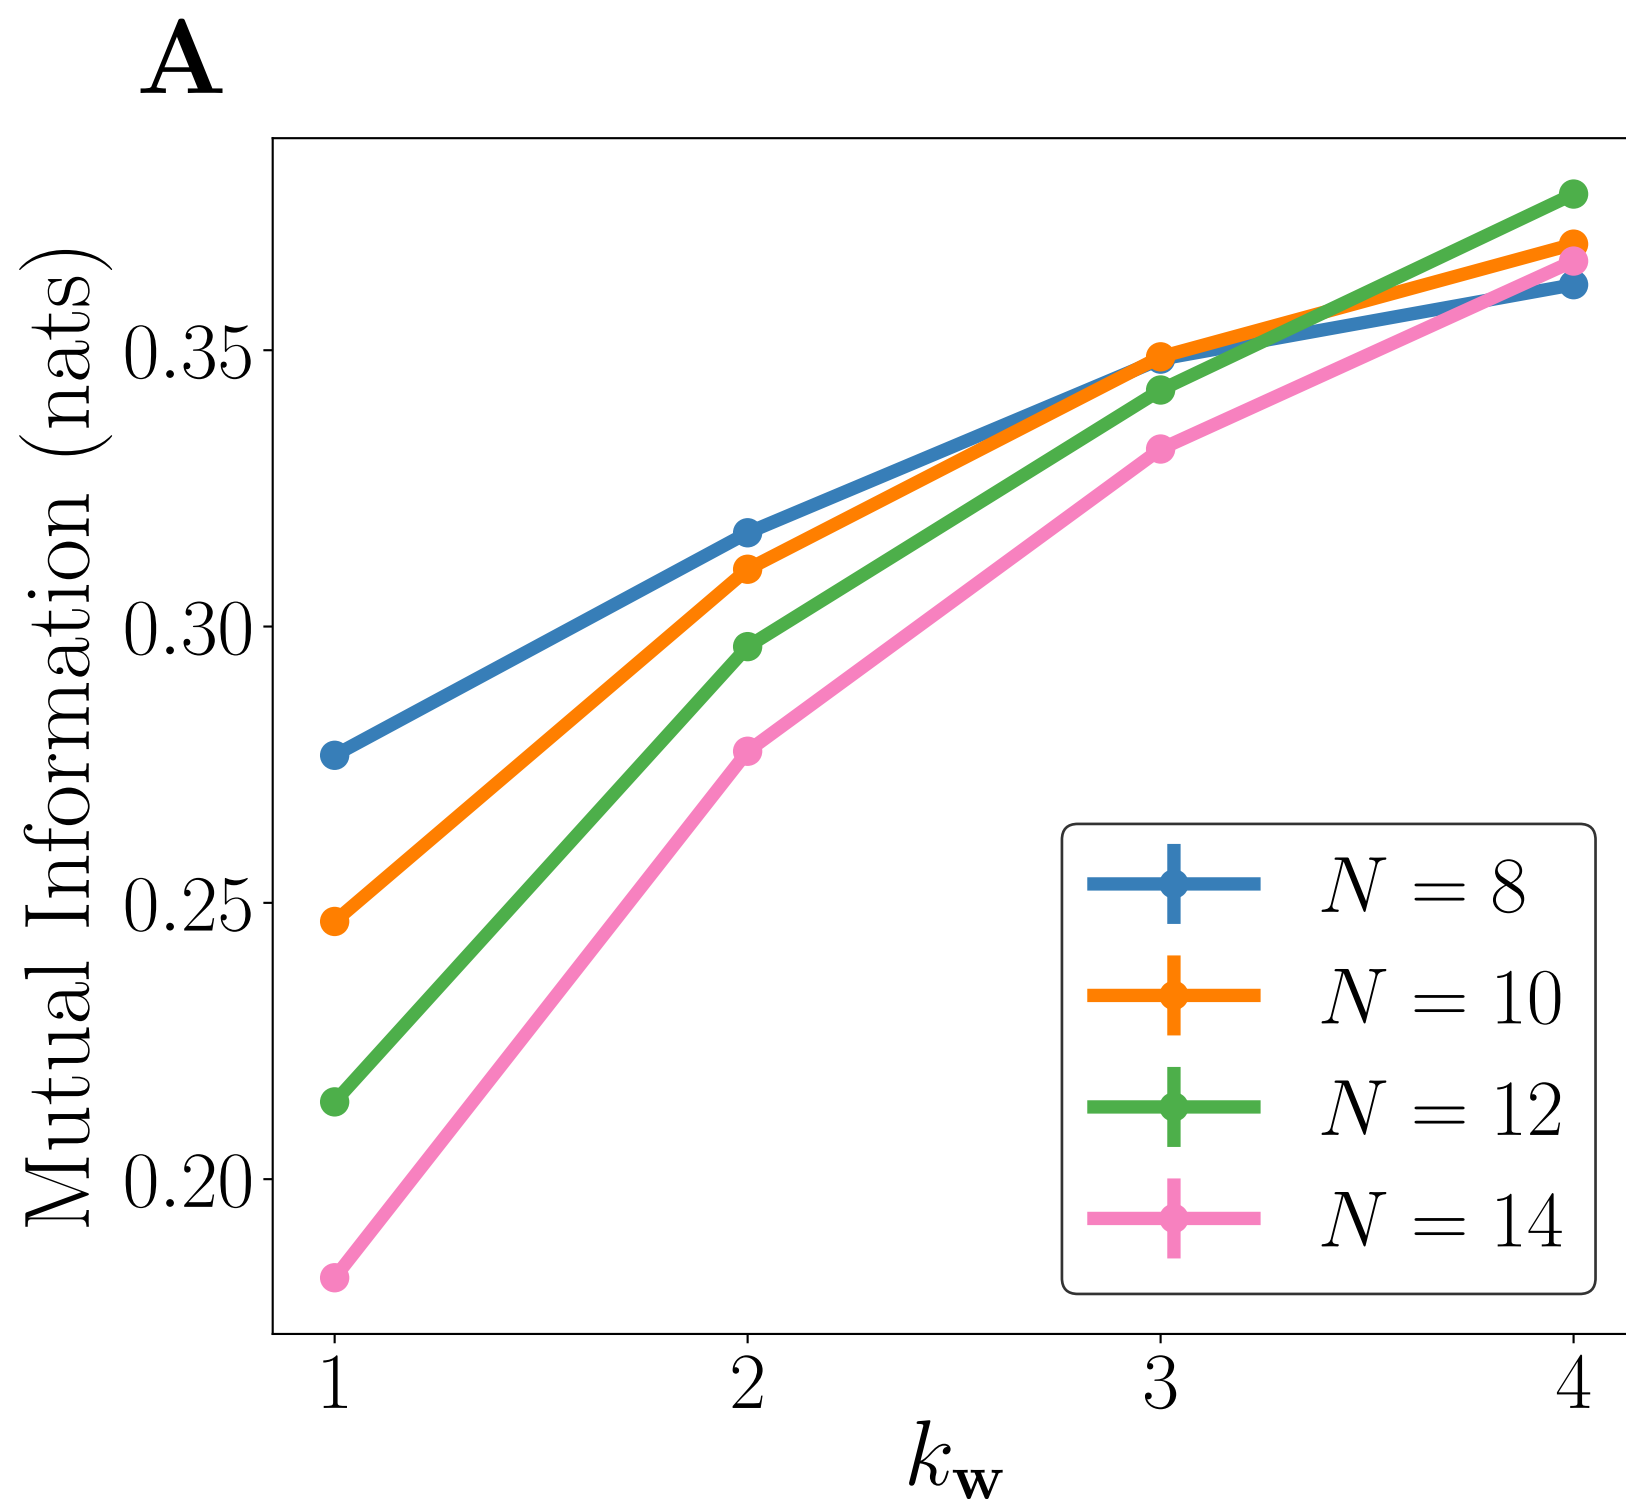 A
Mutual Information (nats)
0.35
0.30
0.25
0.20
1 2 3 4
k_w
N = 8
N = 10
N = 12
N = 14